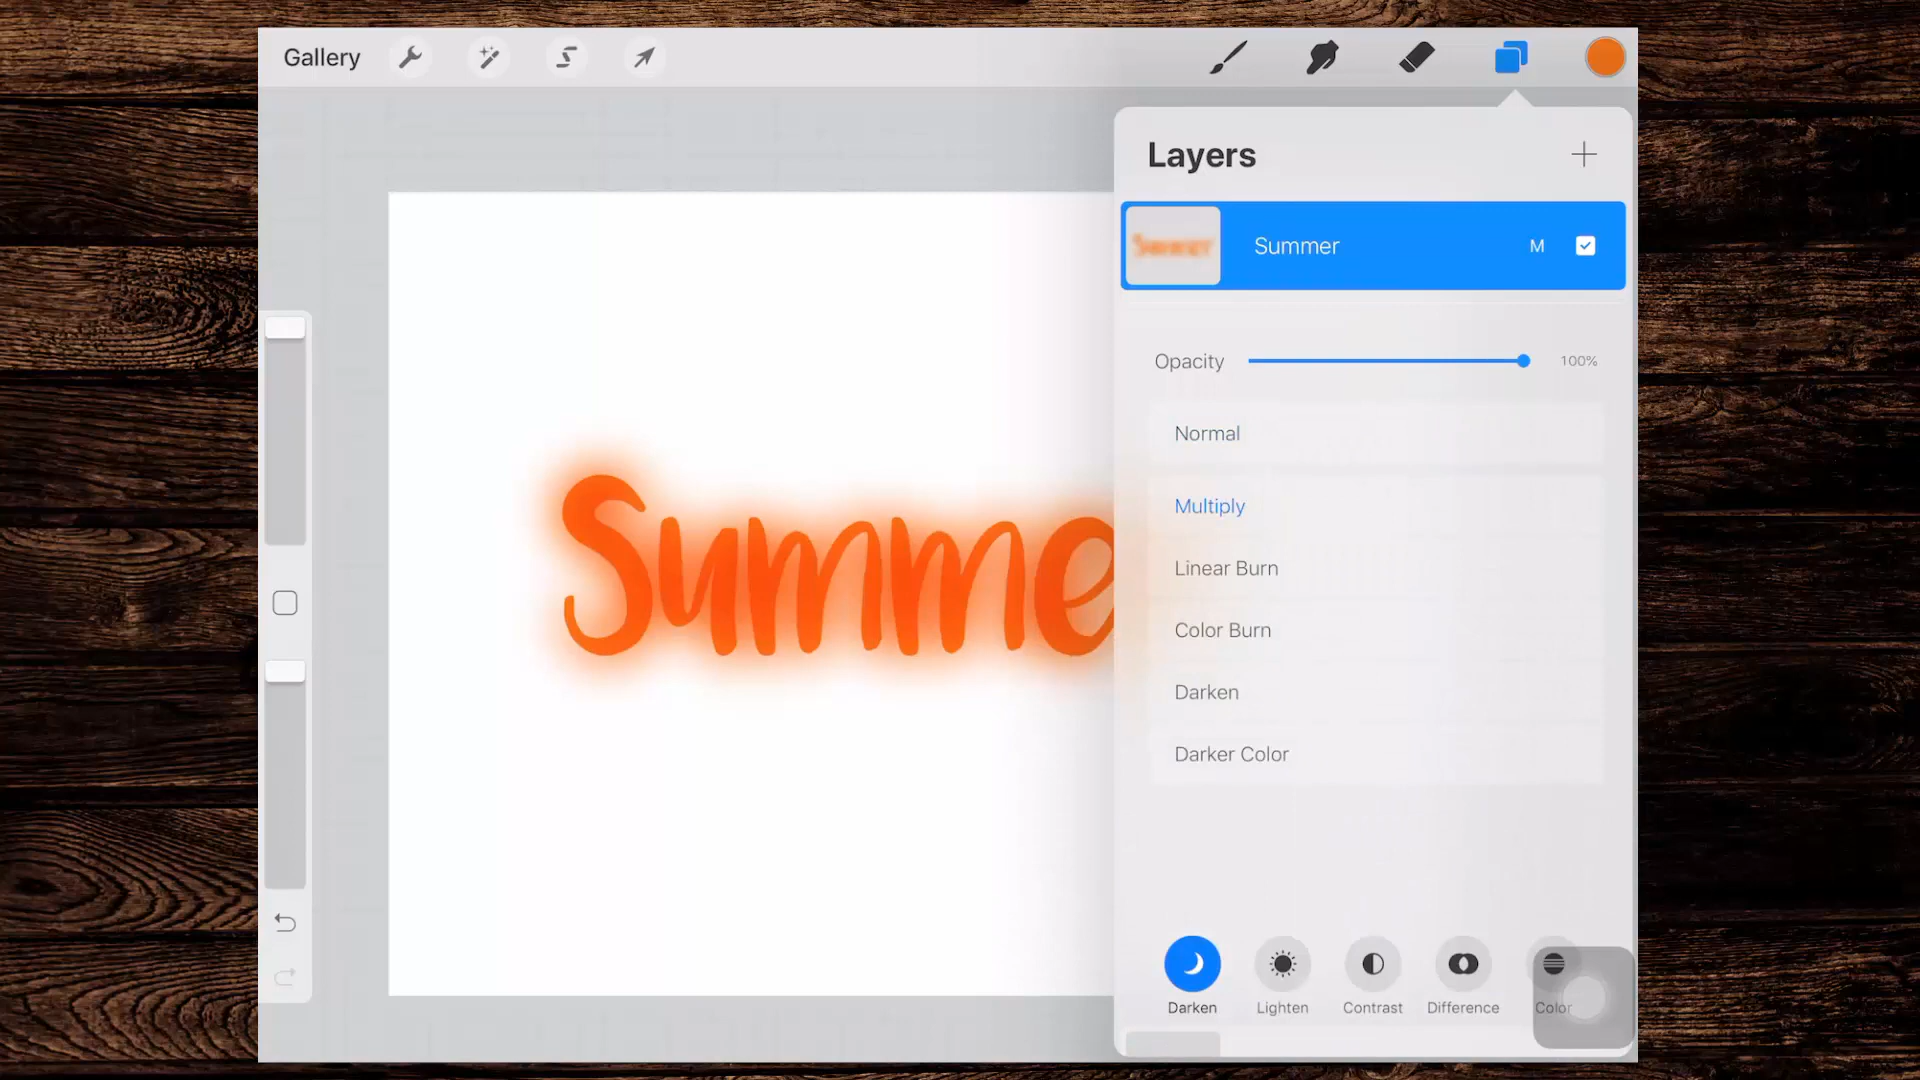 Gallery
Layers
Summer M
Opacity 100%
Normal
Multiply
Linear Burn
Color Burn
Darken
Darker Color
Darken Lighten Contrast Difference Color
Summe